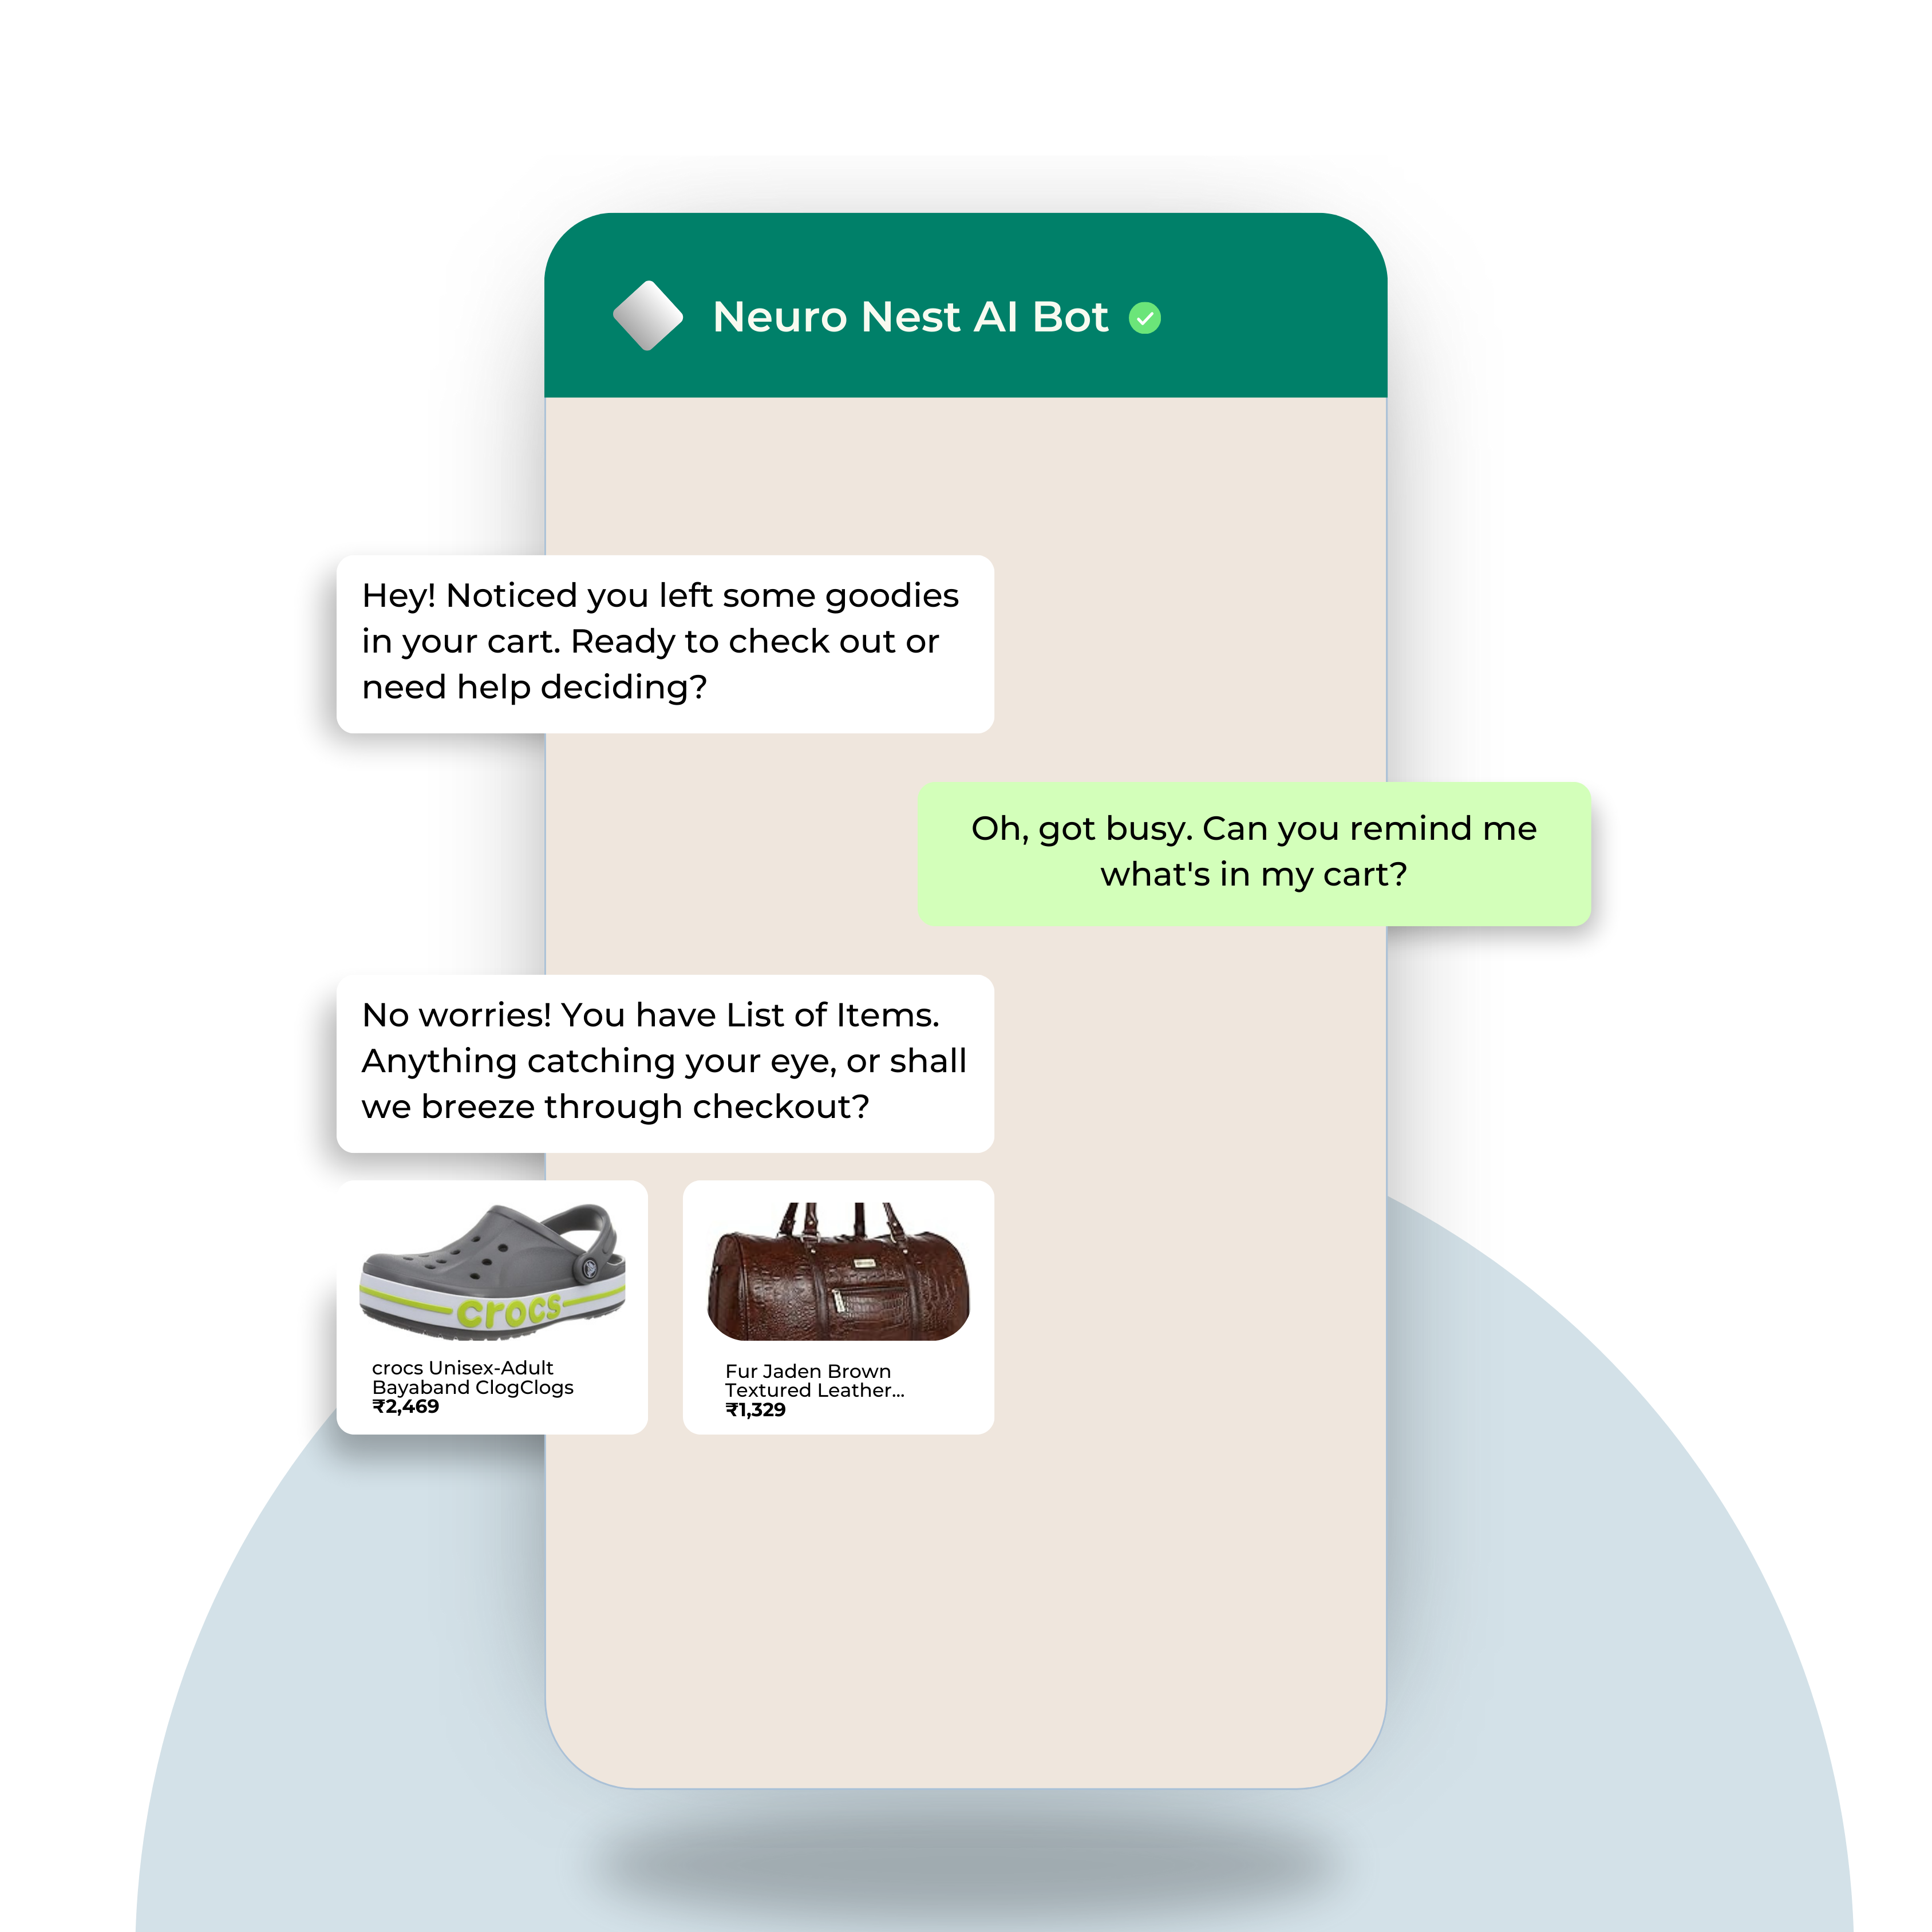 Neuro Nest AI Bot
Hey! Noticed you left some goodies
in your cart. Ready to check out or
need help deciding?
Oh, got busy. Can you remind me
what's in my cart?
No worries! You have List of Items.
Anything catching your eye, or shall
we breeze through checkout?
crocs
crocs Unisex-Adult
Bayaband ClogClogs
₹2,469
Fur Jaden Brown
Textured Leather...
₹1,329